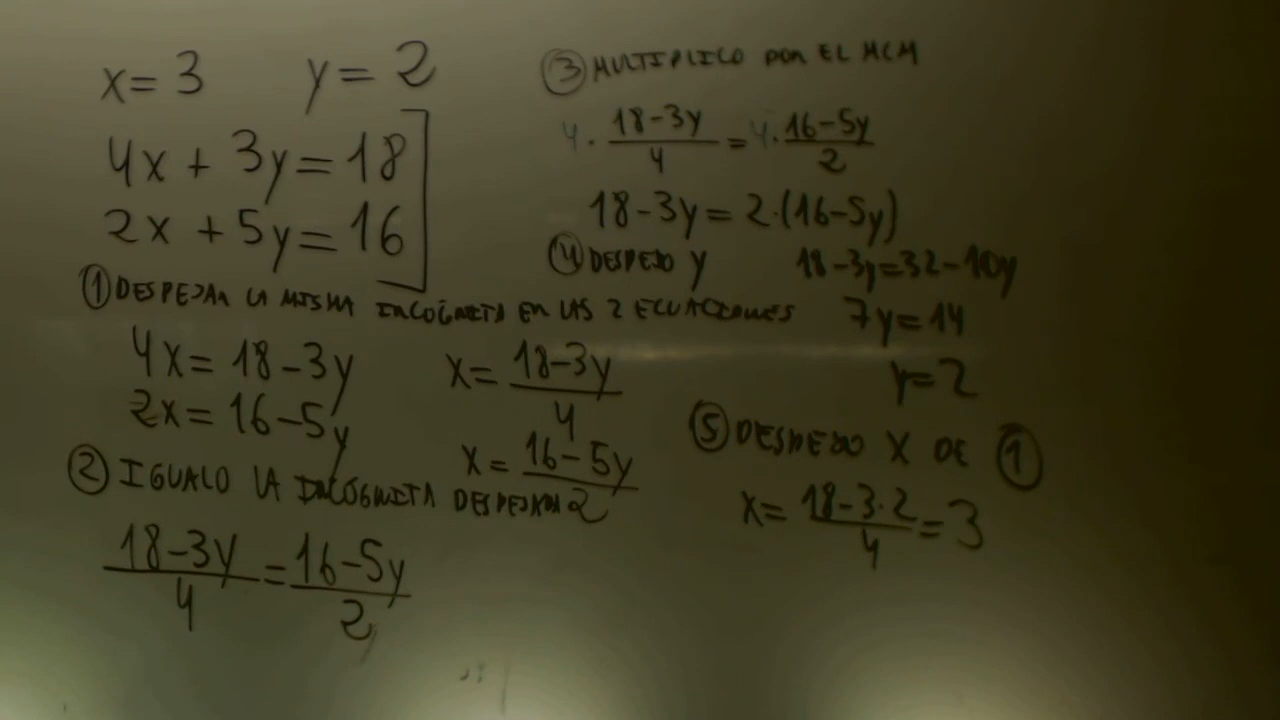 x = 3 y = 2
4x + 3y = 18
2x + 5y = 16
① DESPEJAR LA MISMA INCÓGNITA EN LAS 2 ECUACIONES
4x = 18 - 3y x = (18 - 3y)/4
2x = 16 - 5y x = (16 - 5y)/2
② IGUALO LA INCÓGNITA DESPEJADA
(18 - 3y)/4 = (16 - 5y)/2
③ MULTIPLICO POR EL MCM
4 · (18 - 3y)/4 = 4 · (16 - 5y)/2
18 - 3y = 2 · (16 - 5y)
④ DESPEJO y 18 - 3y = 32 - 10y
7y = 14
y = 2
⑤ DESPEJO X DE ①
x = (18 - 3 · 2)/4 = 3